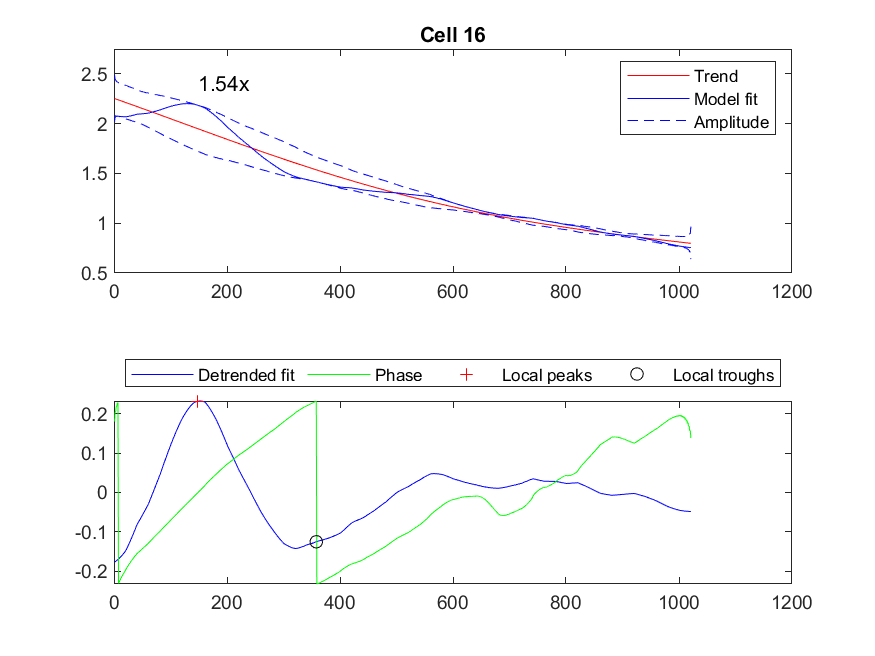 Cell 16
2.5
2
1.5
1
0.5
1.54x
Trend
Model fit
Amplitude
0 200 400 600 800 1000 1200
Detrended fit Phase Local peaks Local troughs
0.2
0.1
0
-0.1
-0.2
0 200 400 600 800 1000 1200